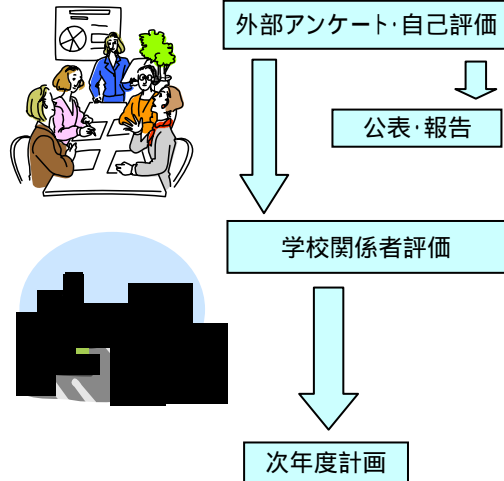 外部アンケート・自己評価
公表・報告
学校関係者評価
次年度計画